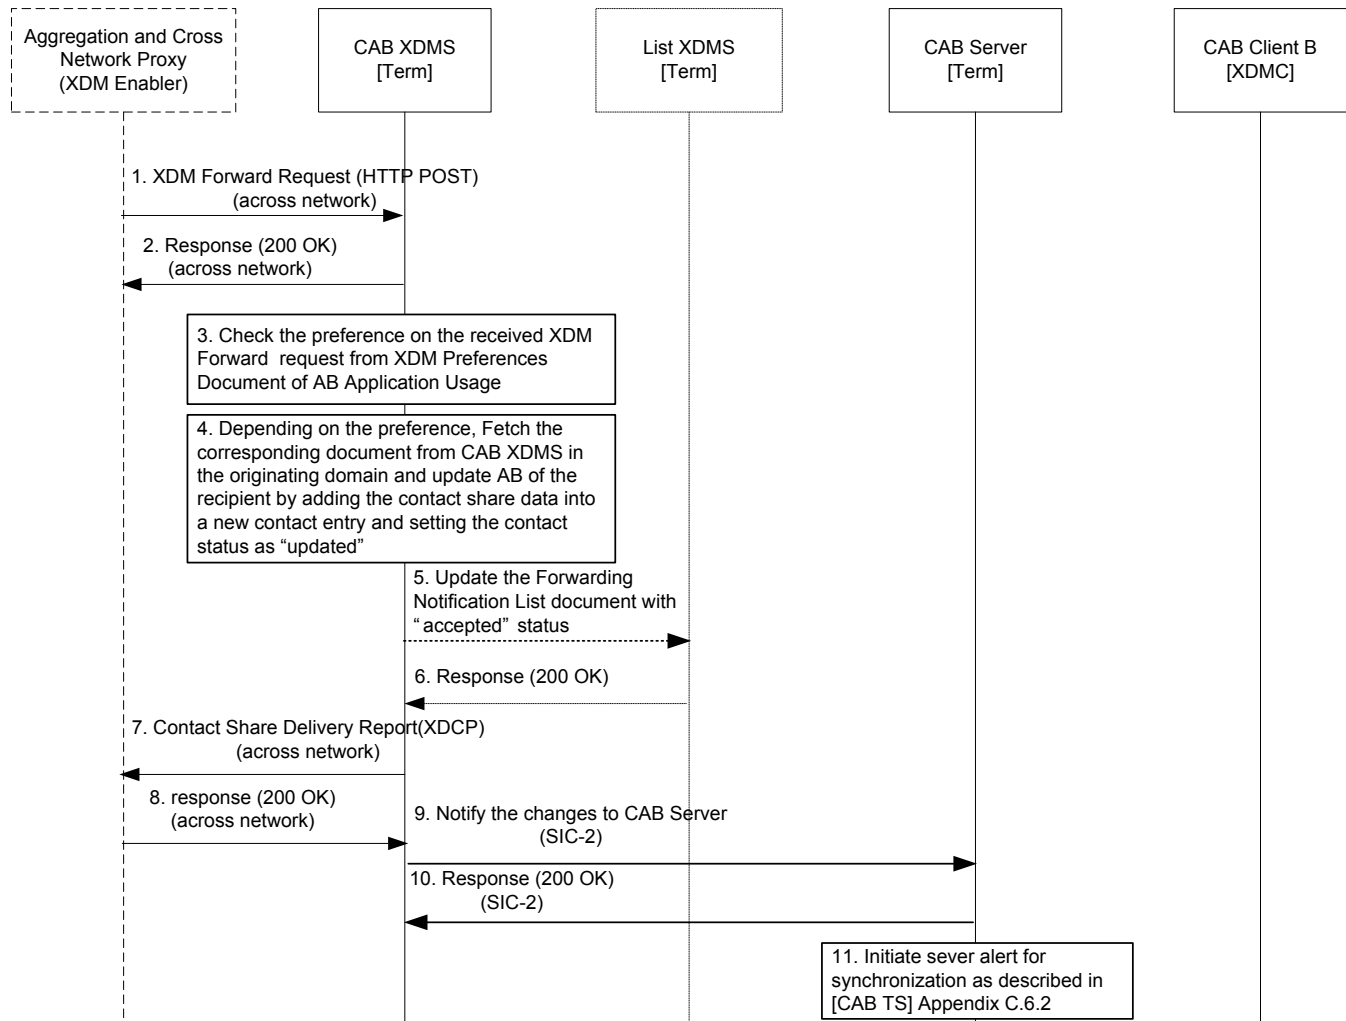 Aggregation and Cross
Network Proxy
(XDM Enabler)
CAB XDMS
[Term]
List XDMS
[Term]
CAB Server
[Term]
CAB Client B
[XDMC]
1. XDM Forward Request (HTTP POST)
(across network)
2. Response (200 OK)
(across network)
3. Check the preference on the received XDM
Forward  request from XDM Preferences
Document of AB Application Usage
4. Depending on the preference, Fetch the
corresponding document from CAB XDMS in
the originating domain and update AB of the
recipient by adding the contact share data into
a new contact entry and setting the contact
status as “updated”
5. Update the Forwarding
Notification List document with
“accepted” status
6. Response (200 OK)
7. Contact Share Delivery Report(XDCP)
(across network)
8. response (200 OK)
(across network)
9. Notify the changes to CAB Server
(SIC-2)
10. Response (200 OK)
(SIC-2)
11. Initiate sever alert for
synchronization as described in
[CAB TS] Appendix C.6.2